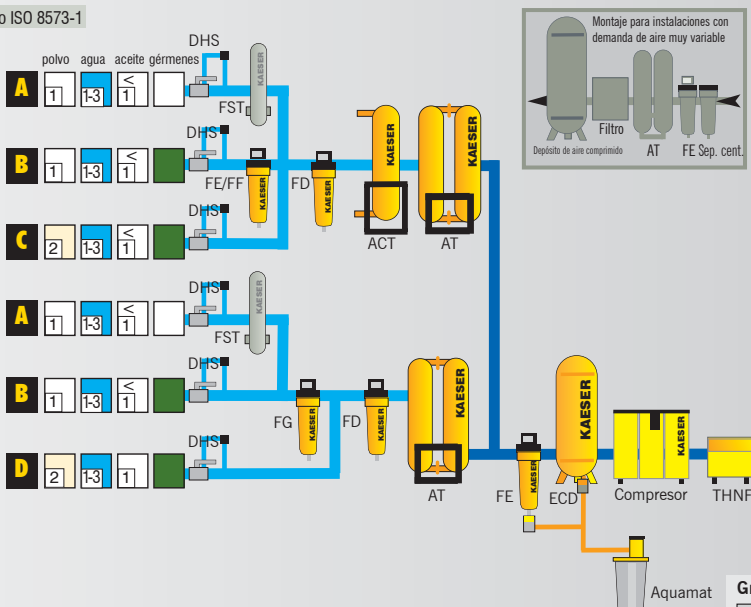 o ISO 8573-1
polvo agua aceite gérmenes
DHS
A 1 1-3 < 1
FST
KAESER
DHS
B 1 1-3 < 1
FE/FF
KAESER
FD
KAESER
ACT
KAESER
AT
KAESER
DHS
C 2 1-3 < 1
Montaje para instalaciones con
demanda de aire muy variable
Filtro
Depósito de aire comprimido
AT
FE Sep. cent.
DHS
A 1 1-3 < 1
FST
KAESER
DHS
B 1 1-3 < 1
FG
KAESER
FD
KAESER
AT
KAESER
DHS
D 2 1-3 1
FE
KAESER
ECD
KAESER
Compresor
KAESER
THNF
Aquamat